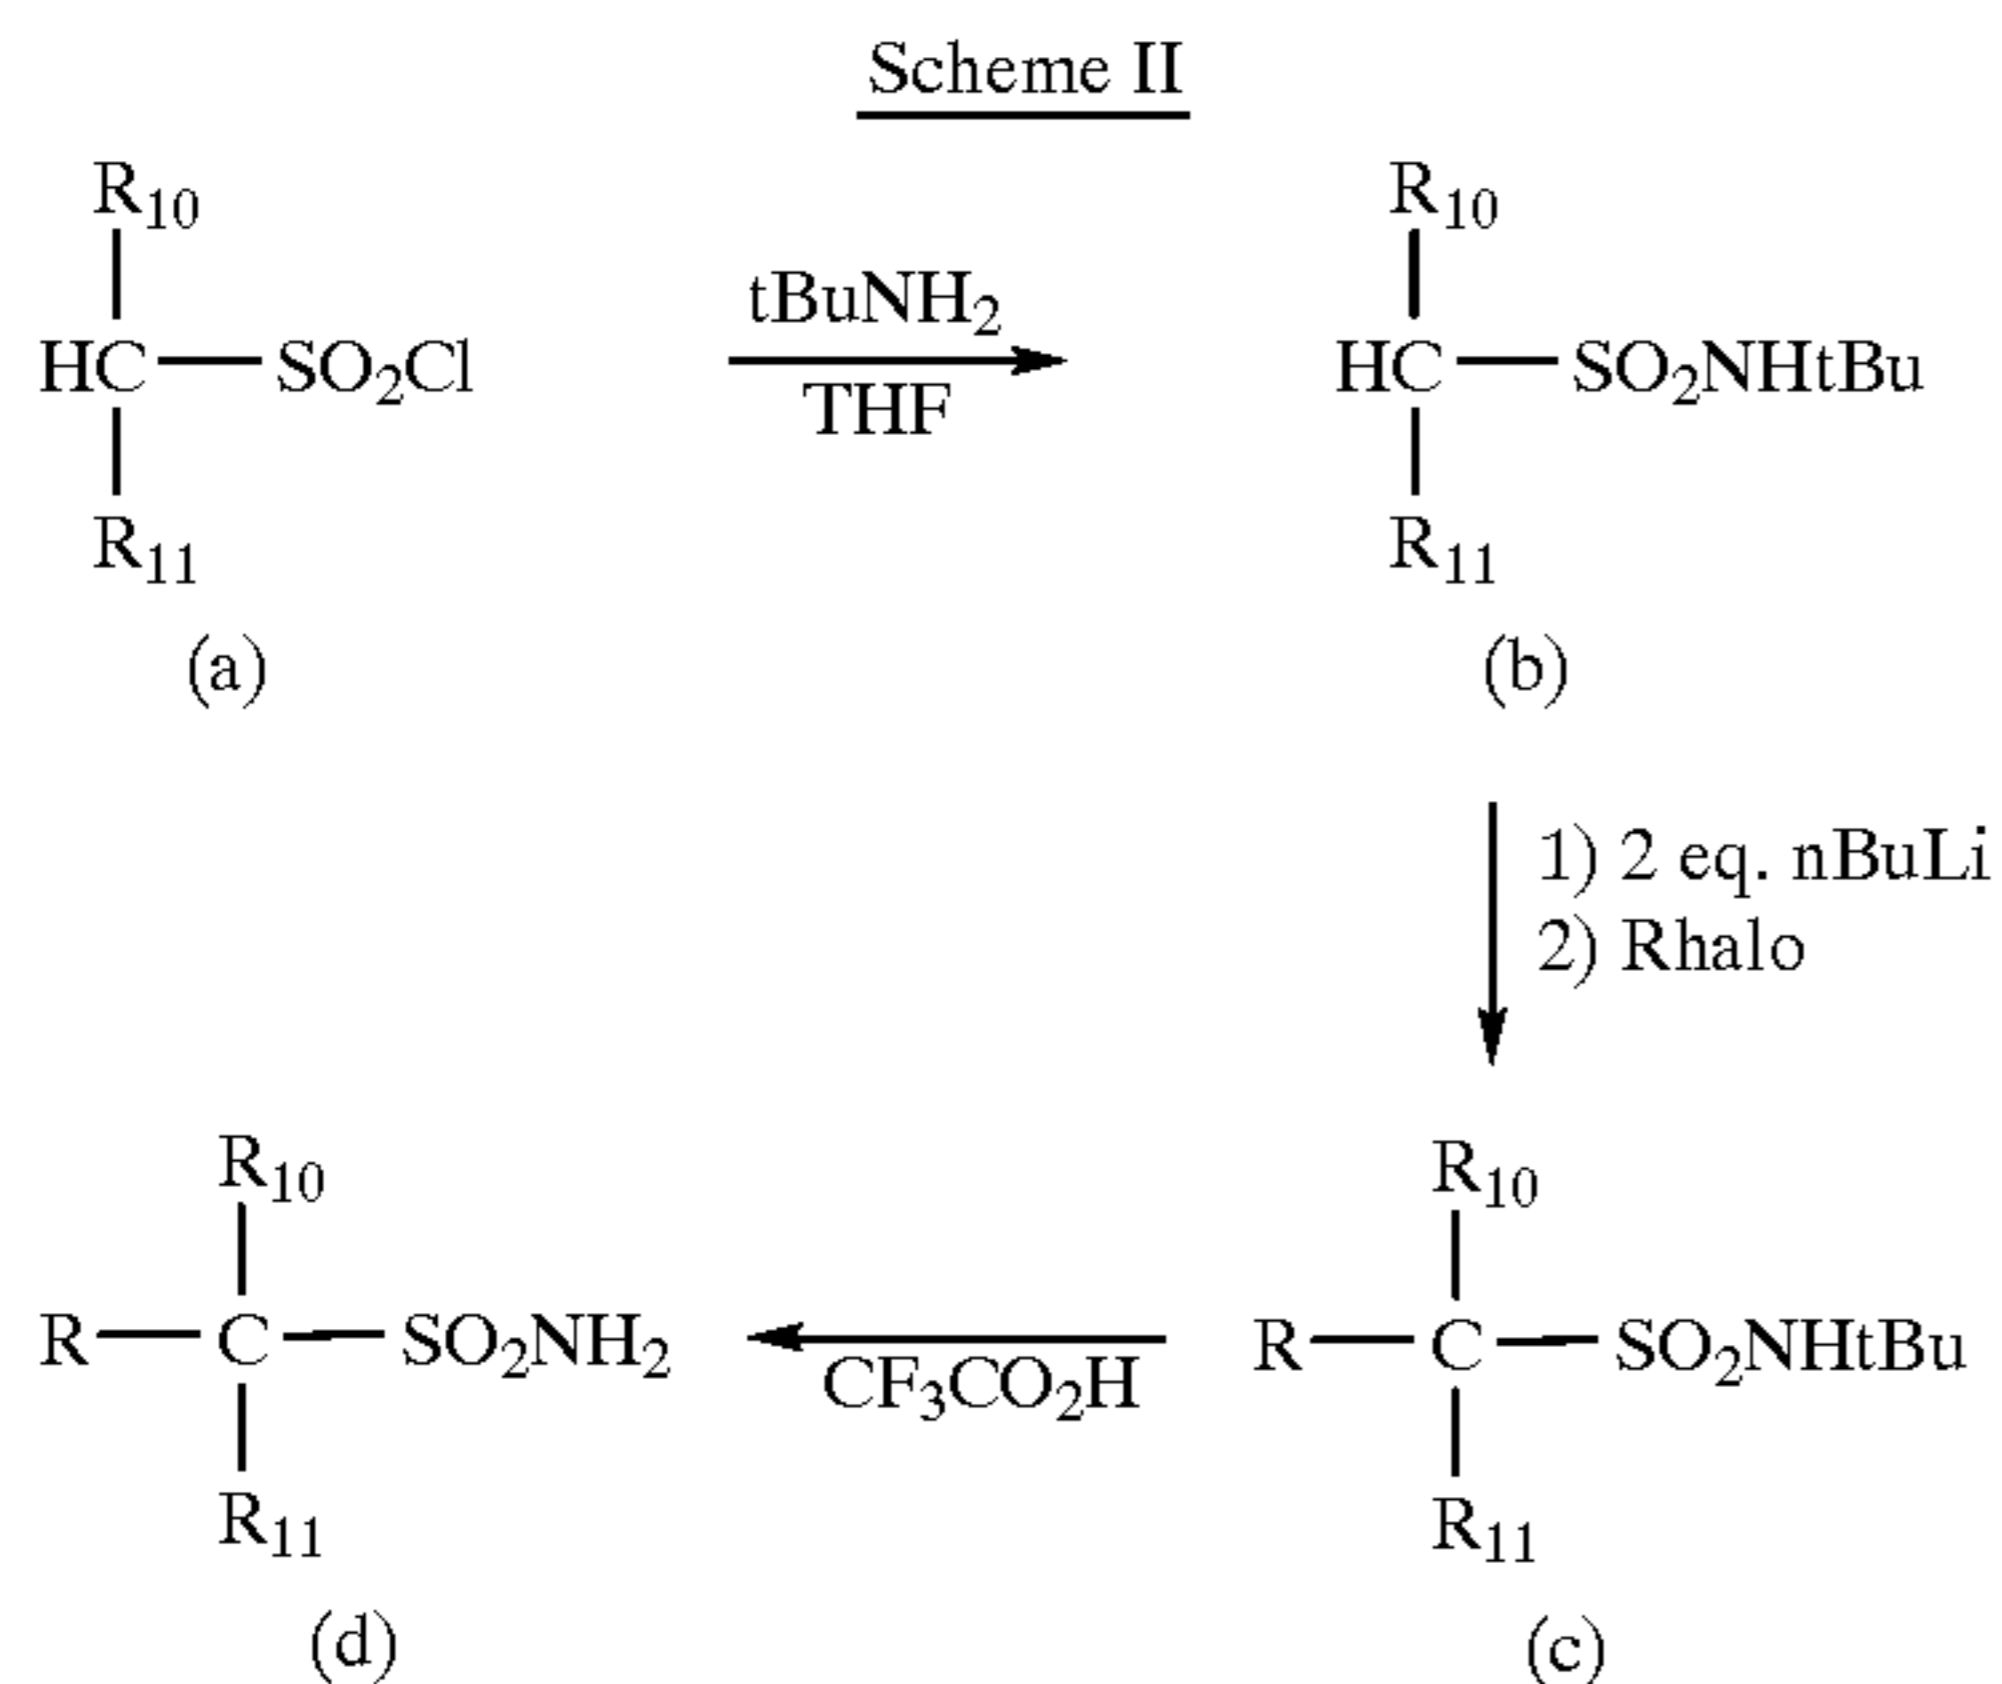 Scheme II
R10 R10
HC—SO2Cl tBuNH2 HC—SO2NHtBu
THF
R11 R11
(a) (b)
1) 2 eq. nBuLi
2) Rhalo
R10 R10
R—C—SO2NH2 CF3CO2H R—C—SO2NHtBu
R11 R11
(d) (c)